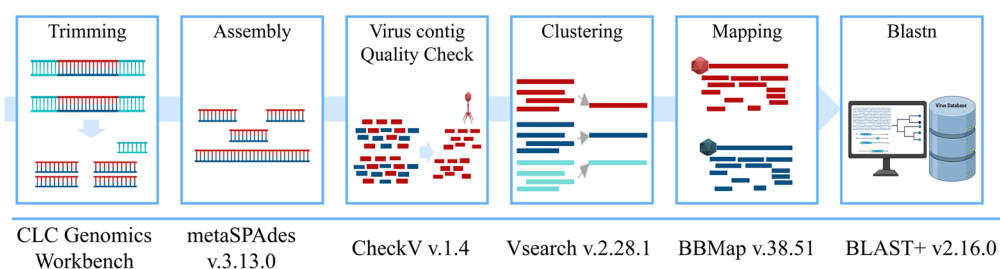 Trimming
Assembly
Virus contig
Quality Check
Clustering
Mapping
Blastn
Virus Database
CLC Genomics
Workbench
metaSPAdes
v.3.13.0
CheckV v.1.4
Vsearch v.2.28.1
BBMap v.38.51
BLAST+ v2.16.0